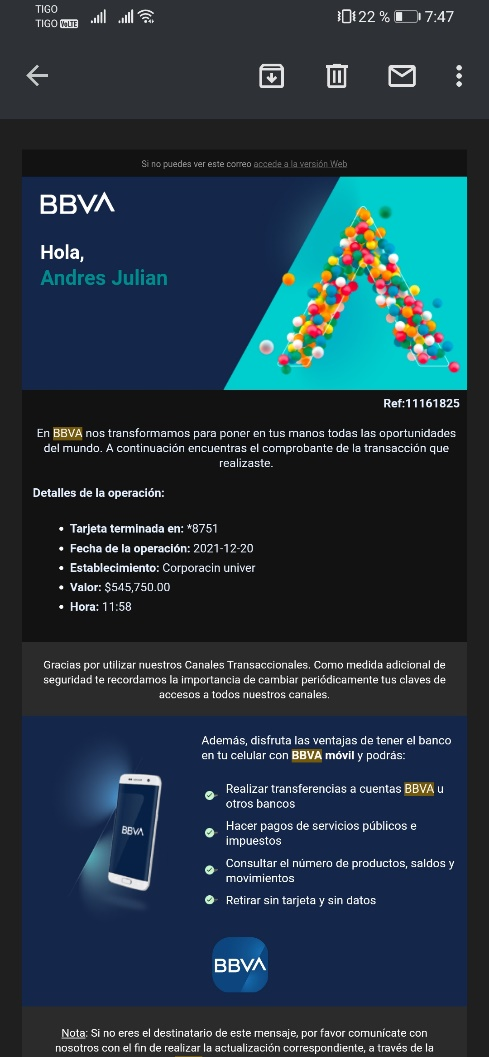 TIGO
TIGO VoLTE
22 % 7:47
Si no puedes ver este correo accede a la versión Web
BBVA
Hola,
Andres Julian
Ref:11161825
En BBVA nos transformamos para poner en tus manos todas las oportunidades
del mundo. A continuación encuentras el comprobante de la transacción que
realizaste.
Detalles de la operación:
• Tarjeta terminada en: *8751
• Fecha de la operación: 2021-12-20
• Establecimiento: Corporacin univer
• Valor: $545,750.00
• Hora: 11:58
Gracias por utilizar nuestros Canales Transaccionales. Como medida adicional de
seguridad te recordamos la importancia de cambiar periódicamente tus claves de
accesos a todos nuestros canales.
Además, disfruta las ventajas de tener el banco
en tu celular con BBVA móvil y podrás:
Realizar transferencias a cuentas BBVA u
otros bancos
Hacer pagos de servicios públicos e
impuestos
Consultar el número de productos, saldos y
movimientos
Retirar sin tarjeta y sin datos
BBVA
BBVA
Nota: Si no eres el destinatario de este mensaje, por favor comunícate con
nosotros con el fin de realizar la actualización correspondiente, a través de la